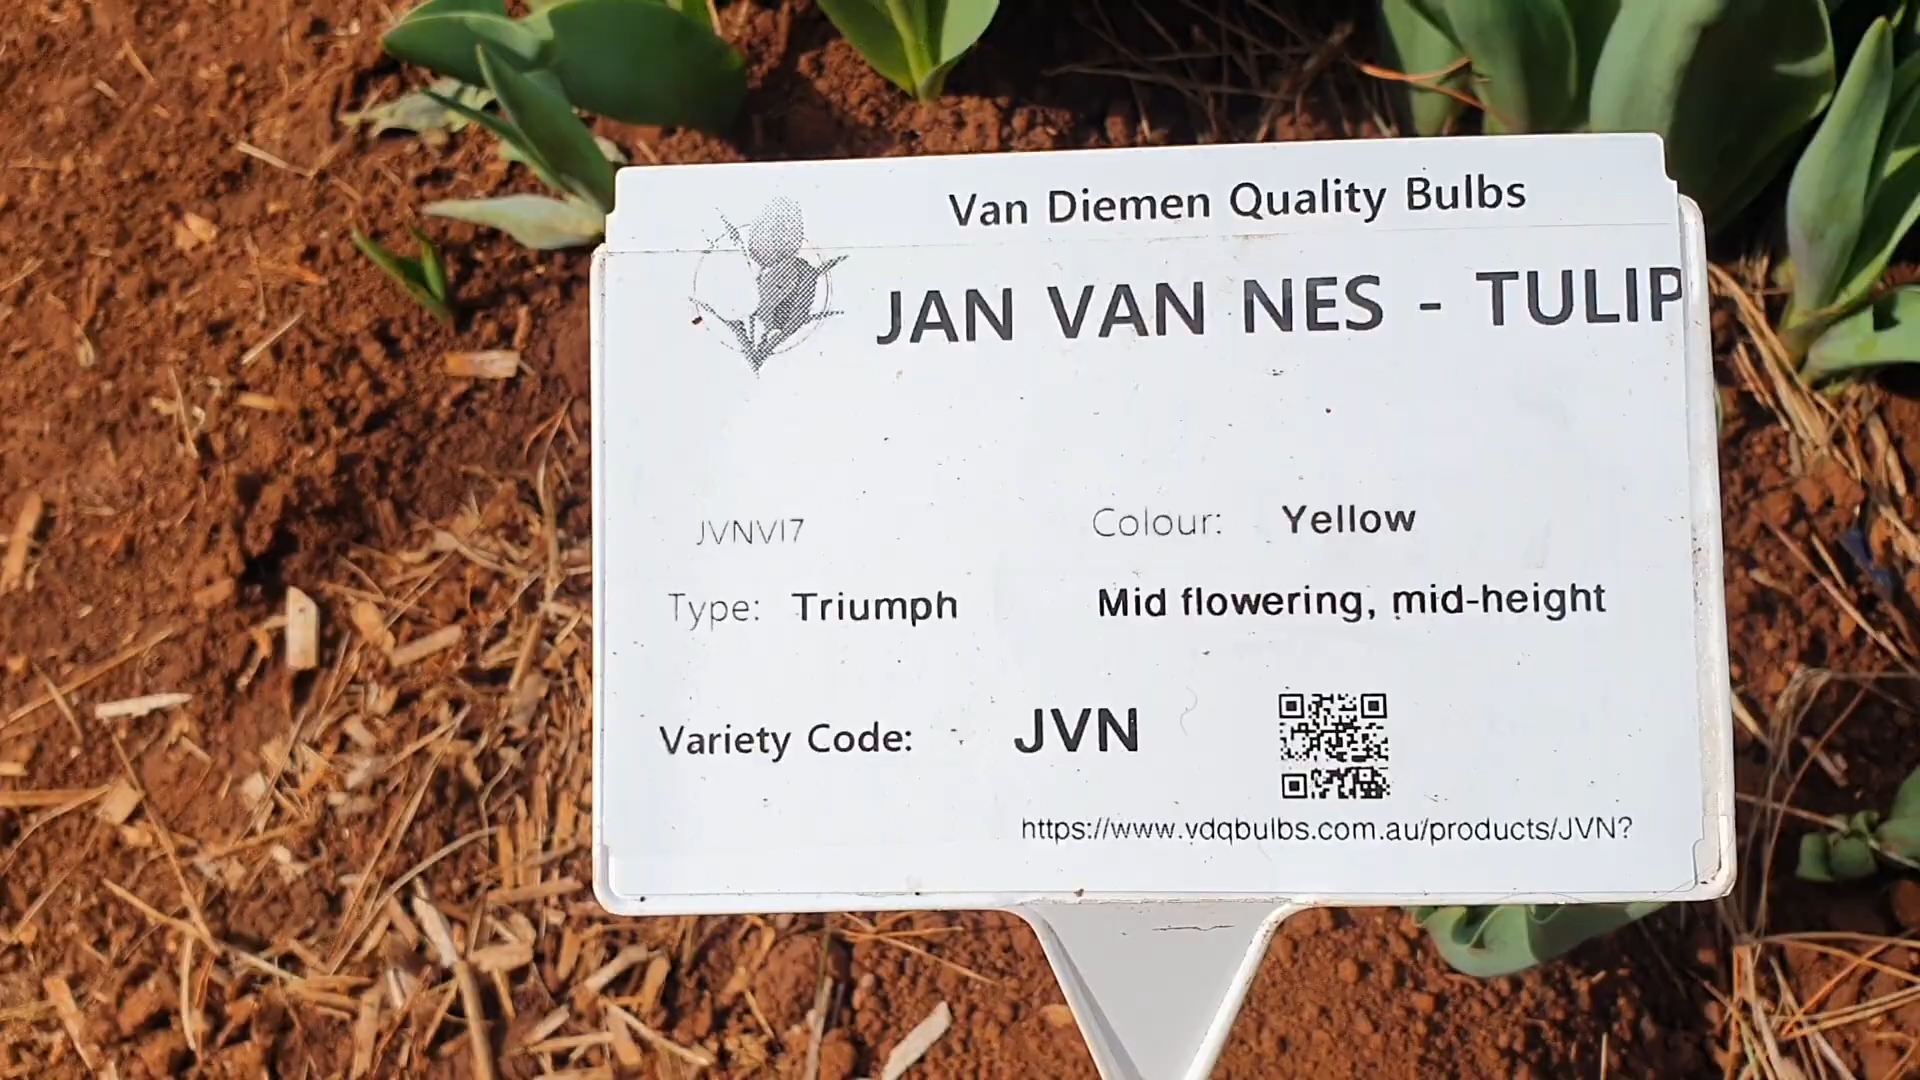 Van Diemen Quality Bulbs
JAN VAN NES - TULIP
JVNV17 Colour: Yellow
Type: Triumph Mid flowering, mid-height
Variety Code: JVN
https://www.vdqbulbs.com.au/products/JVN?